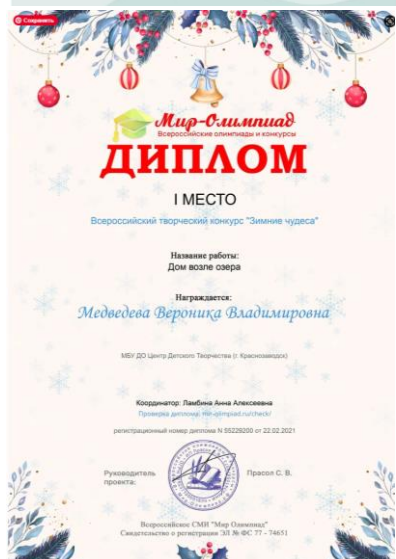 Сохранить
Мир-Олимпиад
Всероссийские олимпиады и конкурсы
ДИПЛОМ
I МЕСТО
Всероссийский творческий конкурс "Зимние чудеса"
Название работы:
Дом возле озера
Награждается:
Медведева Вероника Владимировна
МБУ ДО Центр Детского Творчества (г. Краснозаводск)
Координатор: Ламбина Анна Алексеевна
Проверка диплома: mir-olimpiad.ru/check/
регистрационный номер диплома N 55229200 от 22.02.2021
Руководитель
проекта:
Прасол С. В.
Всероссийское СМИ "Мир Олимпиад"
Свидетельство о регистрации ЭЛ № ФС 77 - 74651